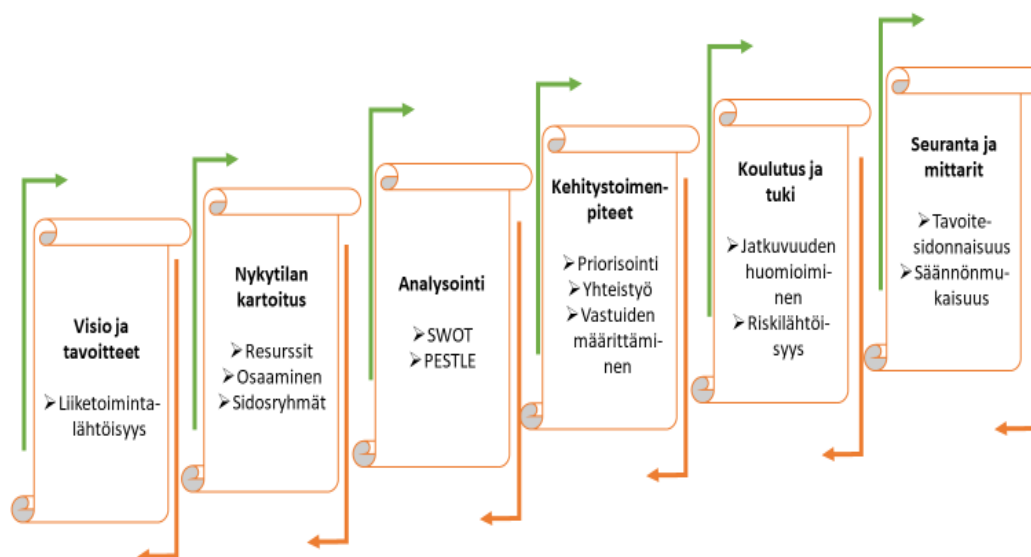 Visio ja
tavoitteet
➢Liiketoiminta-
lähtöisyys
Nykytilan
kartoitus
➢Resurssit
➢Osaaminen
➢Sidosryhmät
Analysointi
➢SWOT
➢PESTLE
Kehitystoimen-
piteet
➢Priorisointi
➢Yhteistyö
➢Vastuiden
määrittämi-
nen
Koulutus ja
tuki
➢Jatkuvuuden
huomioimi-
nen
➢Riskilähtöi-
syys
Seuranta ja
mittarit
➢Tavoite-
sidonnaisuus
➢Säännönmu-
kaisuus